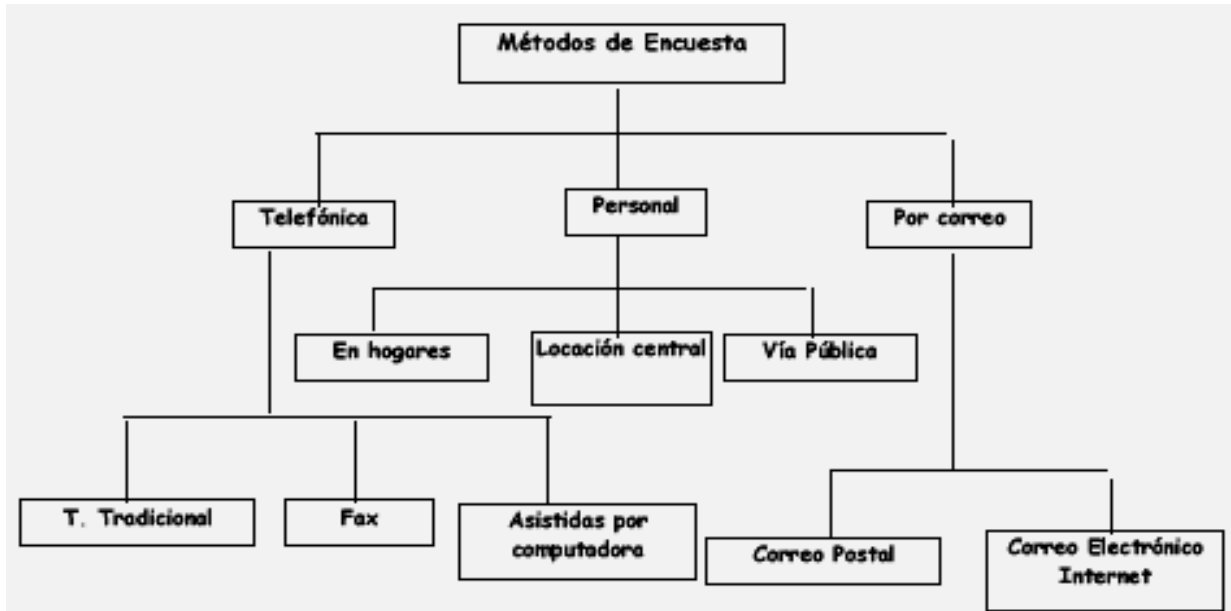 Métodos de Encuesta
Telefónica
Personal
Por correo
En hogares
Locación central
Vía Pública
T. Tradicional
Fax
Asistidas por
computadora
Correo Postal
Correo Electrónico
Internet